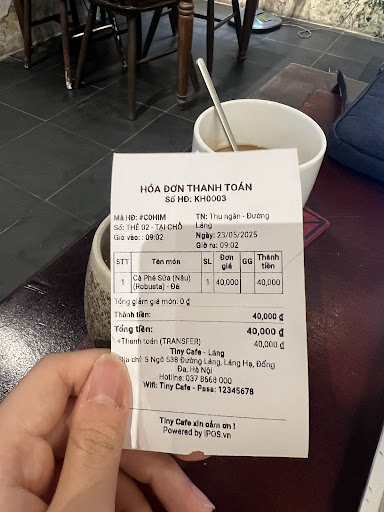 HÓA ĐƠN THANH TOÁN
Số HĐ: KH0003
Mã HĐ: #C0HIM TN: Thu ngân - Đường Láng
Số: THẺ 02 - TẠI CHỖ Ngày: 23/05/2025
Giờ vào: : 09:02 Giờ ra: 09:02
STT Tên món SL Đơn giá GG Thành tiền
1 Cà Phê Sữa (Nâu) (Robusta) - Đá 1 40,000 40,000
Tổng giảm giá món: 0 ₫
Thành tiền: 40,000 ₫
Tổng tiền: 40,000 ₫
+Thanh toán (TRANSFER) 40,000 ₫
Tiny Cafe - Láng
Địa chỉ: 5 Ngõ 538 Đường Láng, Láng Hạ, Đống
Đa, Hà Nội
Hotline: 037 8668 000
Wifi: Tiny Cafe - Pass: 12345678
Tiny Cafe xin cảm ơn !
Powered by iPOS.vn